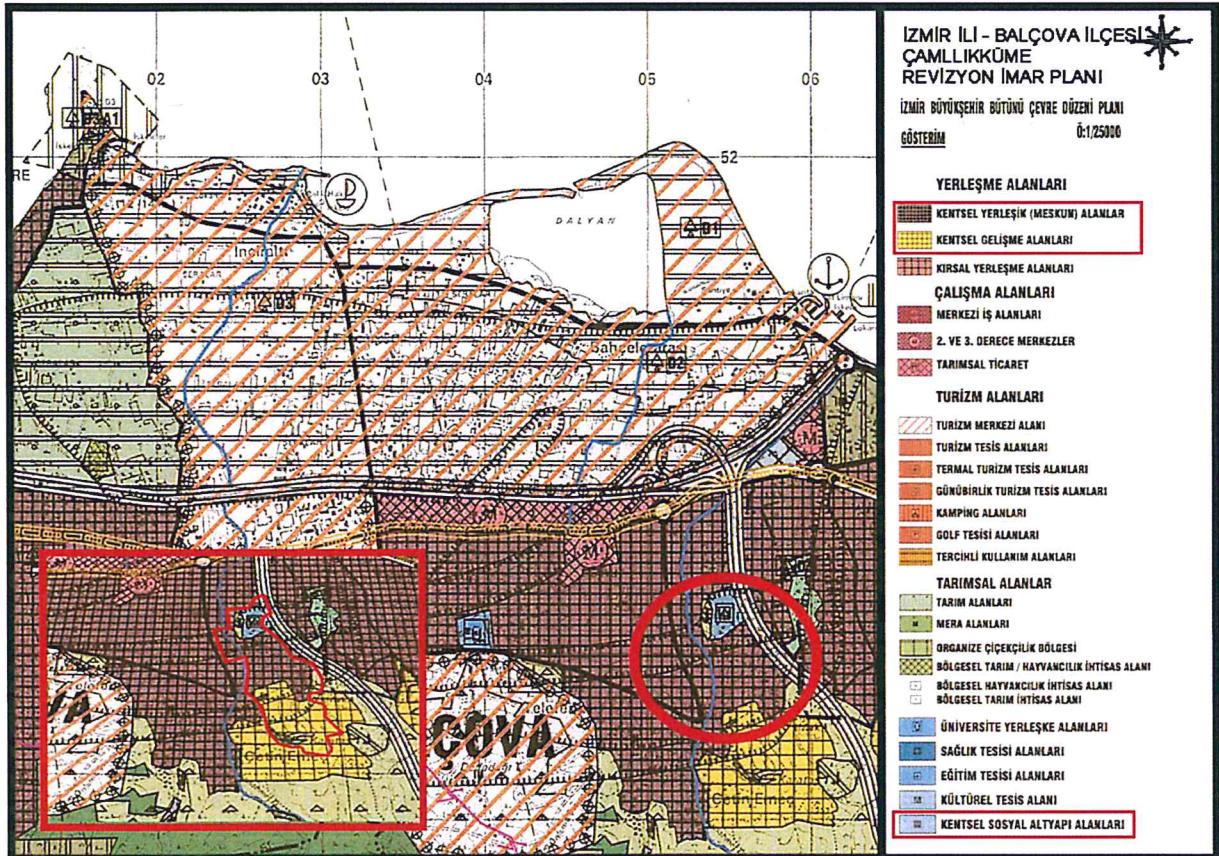 02 03 04 05 06
52
DALYAN
İnciraltı
SERALAR
03
D1
D2
M
M
M
ÇOVA
İZMİR İLİ - BALÇOVA İLÇESİ
ÇAMLLIKKÜME
REVİZYON İMAR PLANI
İZMİR BÜYÜKŞEHİR BÜTÜNÜ ÇEVRE DÜZENİ PLANI
GÖSTERİM Ö:1/25000
YERLEŞME ALANLARI
KENTSEL YERLEŞİK (MESKUN) ALANLAR
KENTSEL GELİŞME ALANLARI
KIRSAL YERLEŞME ALANLARI
ÇALIŞMA ALANLARI
MERKEZİ İŞ ALANLARI
2. VE 3. DERECE MERKEZLER
TARIMSAL TİCARET
TURİZM ALANLARI
TURİZM MERKEZİ ALANI
TURİZM TESİS ALANLARI
TERMAL TURİZM TESİS ALANLARI
GÜNÜBİRLİK TURİZM TESİS ALANLARI
KAMPİNG ALANLARI
GOLF TESİSİ ALANLARI
TERCİHLİ KULLANIM ALANLARI
TARIMSAL ALANLAR
TARIM ALANLARI
MERA ALANLARI
ORGANİZE ÇİÇEKÇİLİK BÖLGESİ
BÖLGESEL TARIM / HAYVANCILIK İHTİSAS ALANI
BÖLGESEL HAYVANCILIK İHTİSAS ALANI
BÖLGESEL TARIM İHTİSAS ALANI
ÜNİVERSİTE YERLEŞKE ALANLARI
SAĞLIK TESİSİ ALANLARI
EĞİTİM TESİSİ ALANLARI
KÜLTÜREL TESİS ALANI
KENTSEL SOSYAL ALTYAPI ALANLARI